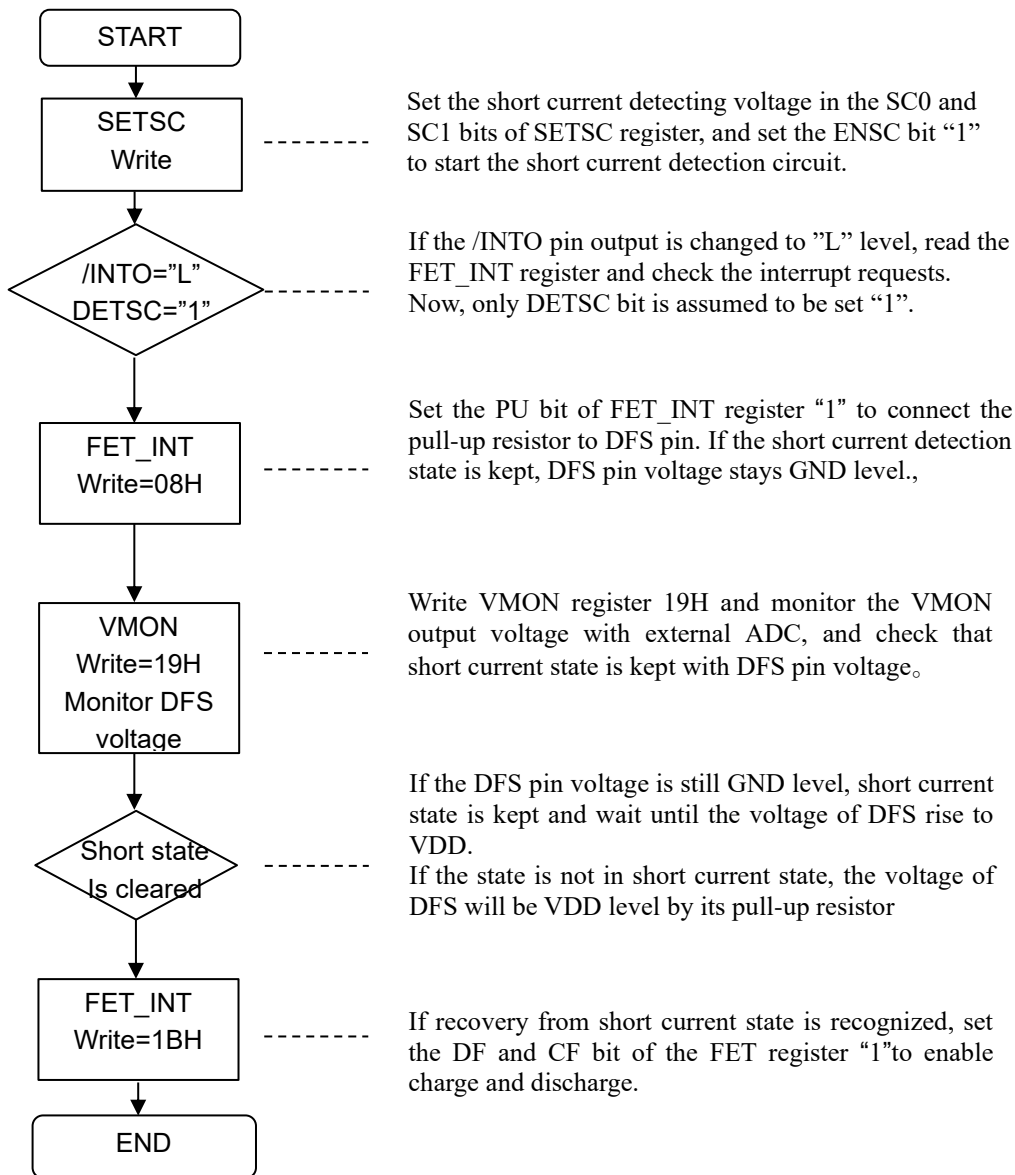 START
SETSC
Write
Set the short current detecting voltage in the SC0 and
SC1 bits of SETSC register, and set the ENSC bit “1”
to start the short current detection circuit.
/INTO=”L”
DETSC=”1”
If the /INTO pin output is changed to ”L” level, read the
FET_INT register and check the interrupt requests.
Now, only DETSC bit is assumed to be set “1”.
FET_INT
Write=08H
Set the PU bit of FET_INT register “1” to connect the
pull-up resistor to DFS pin. If the short current detection
state is kept, DFS pin voltage stays GND level.,
VMON
Write=19H
Monitor DFS
voltage
Write VMON register 19H and monitor the VMON
output voltage with external ADC, and check that
short current state is kept with DFS pin voltage。
Short state
Is cleared
If the DFS pin voltage is still GND level, short current
state is kept and wait until the voltage of DFS rise to
VDD.
If the state is not in short current state, the voltage of
DFS will be VDD level by its pull-up resistor
FET_INT
Write=1BH
If recovery from short current state is recognized, set
the DF and CF bit of the FET register “1”to enable
charge and discharge.
END